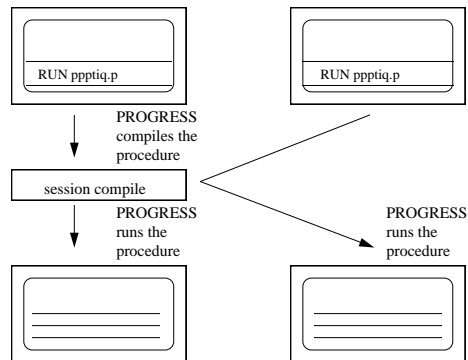 RUN ppptiq.p
RUN ppptiq.p
PROGRESS
compiles the
procedure
session compile
PROGRESS
runs the
procedure
PROGRESS
runs the
procedure